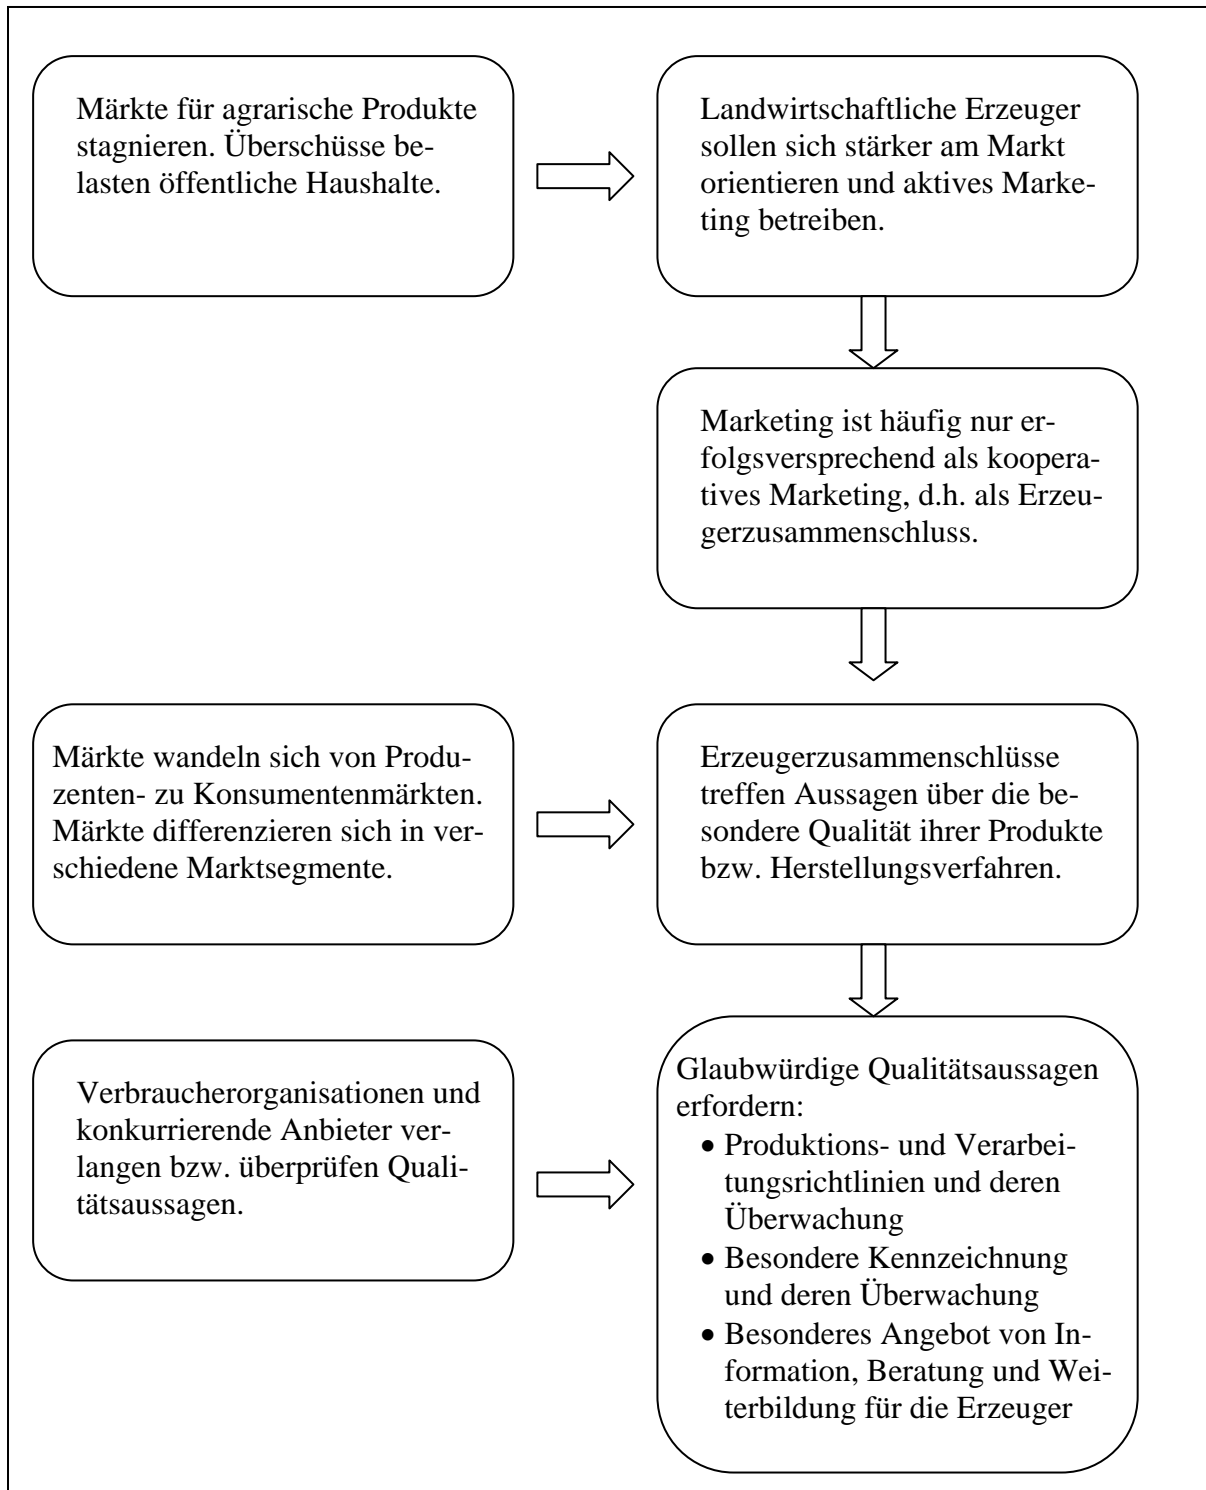 Märkte für agrarische Produkte
stagnieren. Überschüsse be-
lasten öffentliche Haushalte.
Landwirtschaftliche Erzeuger
sollen sich stärker am Markt
orientieren und aktives Marke-
ting betreiben.
Marketing ist häufig nur er-
folgsversprechend als koopera-
tives Marketing, d.h. als Erzeu-
gerzusammenschluss.
Märkte wandeln sich von Produ-
zenten- zu Konsumentenmärkten.
Märkte differenzieren sich in ver-
schiedene Marktsegmente.
Erzeugerzusammenschlüsse
treffen Aussagen über die be-
sondere Qualität ihrer Produkte
bzw. Herstellungsverfahren.
Verbraucherorganisationen und
konkurrierende Anbieter ver-
langen bzw. überprüfen Quali-
tätsaussagen.
Glaubwürdige Qualitätsaussagen
erfordern:
• Produktions- und Verarbei-
tungsrichtlinien und deren
Überwachung
• Besondere Kennzeichnung
und deren Überwachung
• Besonderes Angebot von In-
formation, Beratung und Wei-
terbildung für die Erzeuger